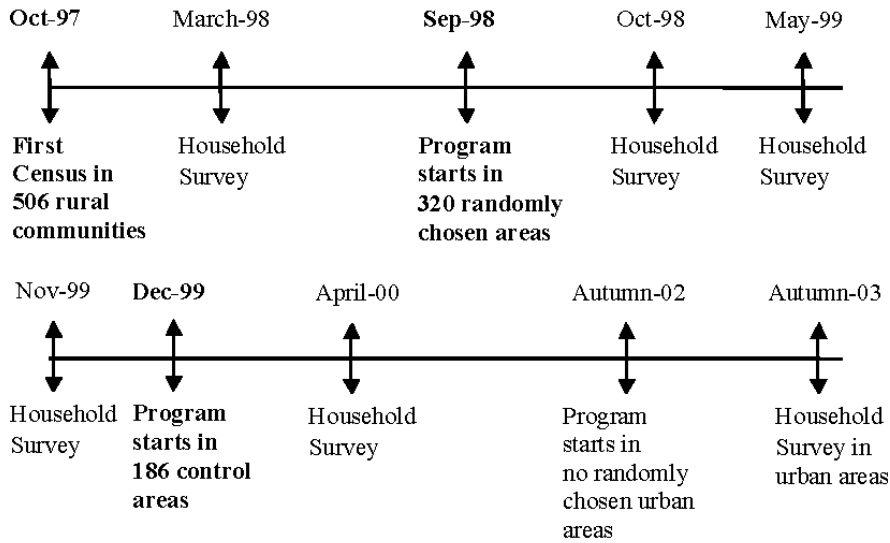 Oct-97
March-98
Sep-98
Oct-98
May-99
First
Census in
506 rural
communities
Household
Survey
Program
starts in
320 randomly
chosen areas
Household
Survey
Household
Survey
Nov-99
Dec-99
April-00
Autumn-02
Autumn-03
Household
Survey
Program
starts in
186 control
areas
Household
Survey
Program
starts in
no randomly
chosen urban
areas
Household
Survey in
urban areas